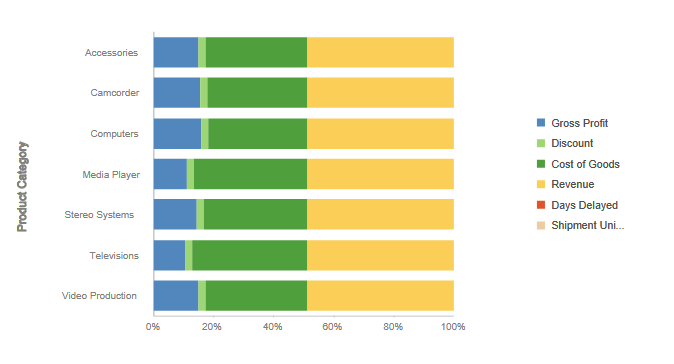 Product Category
Accessories
Camcorder
Computers
Media Player
Stereo Systems
Televisions
Video Production
0% 20% 40% 60% 80% 100%
Gross Profit
Discount
Cost of Goods
Revenue
Days Delayed
Shipment Uni...